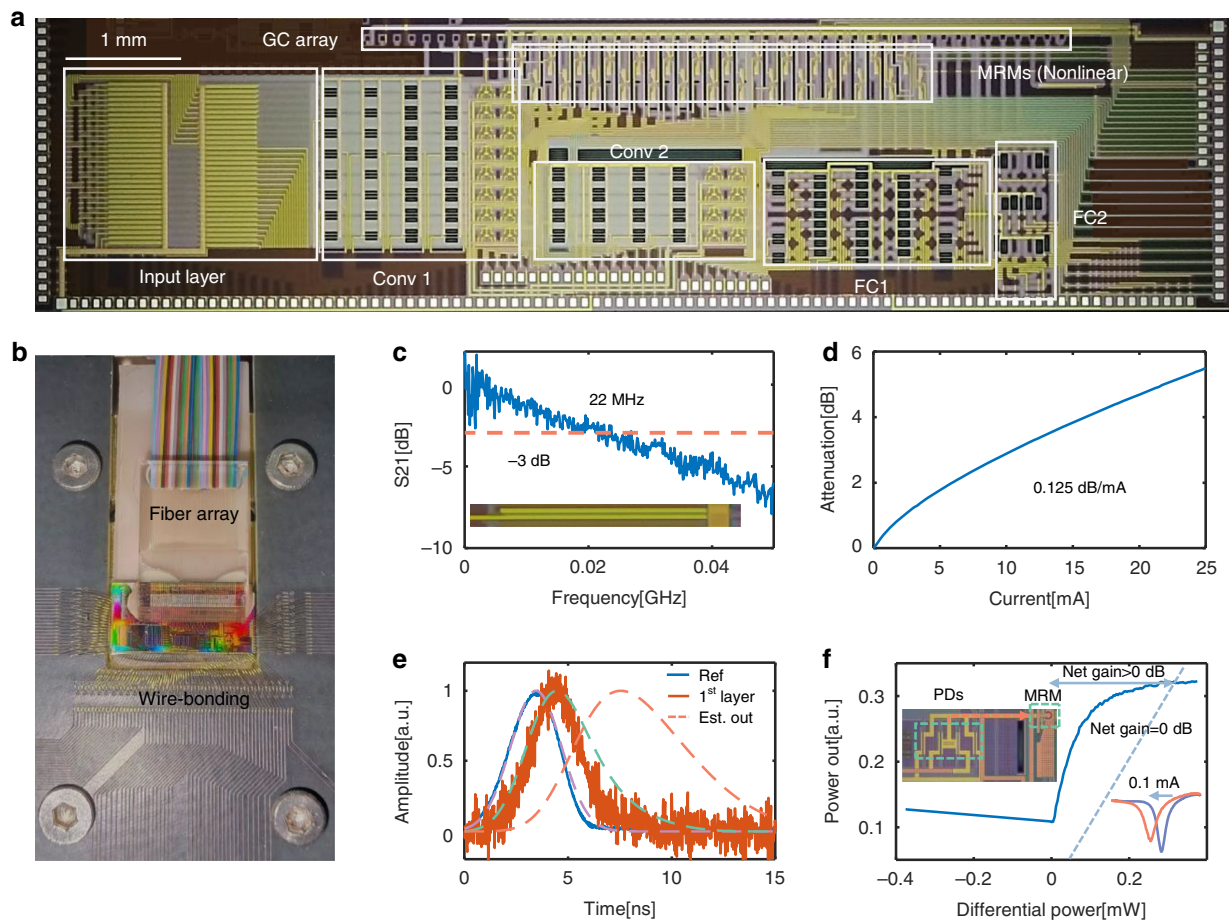 a
1 mm
GC array
MRMs (Nonlinear)
Conv 2
FC2
Input layer
Conv 1
FC1
b
Fiber array
Wire-bonding
c
0
−5
−10
S21[dB]
22 MHz
−3 dB
0
0.02
0.04
Frequency[GHz]
d
6
4
2
0
Attenuation[dB]
0.125 dB/mA
0
5
10
15
20
25
Current[mA]
e
1
0
Amplitude[a.u.]
Ref
1st layer
Est. out
0
5
10
15
Time[ns]
f
Net gain>0 dB
0.3
0.2
0.1
Power out[a.u.]
PDs
MRM
Net gain=0 dB
0.1 mA
−0.4
−0.2
0
0.2
Differential power[mW]